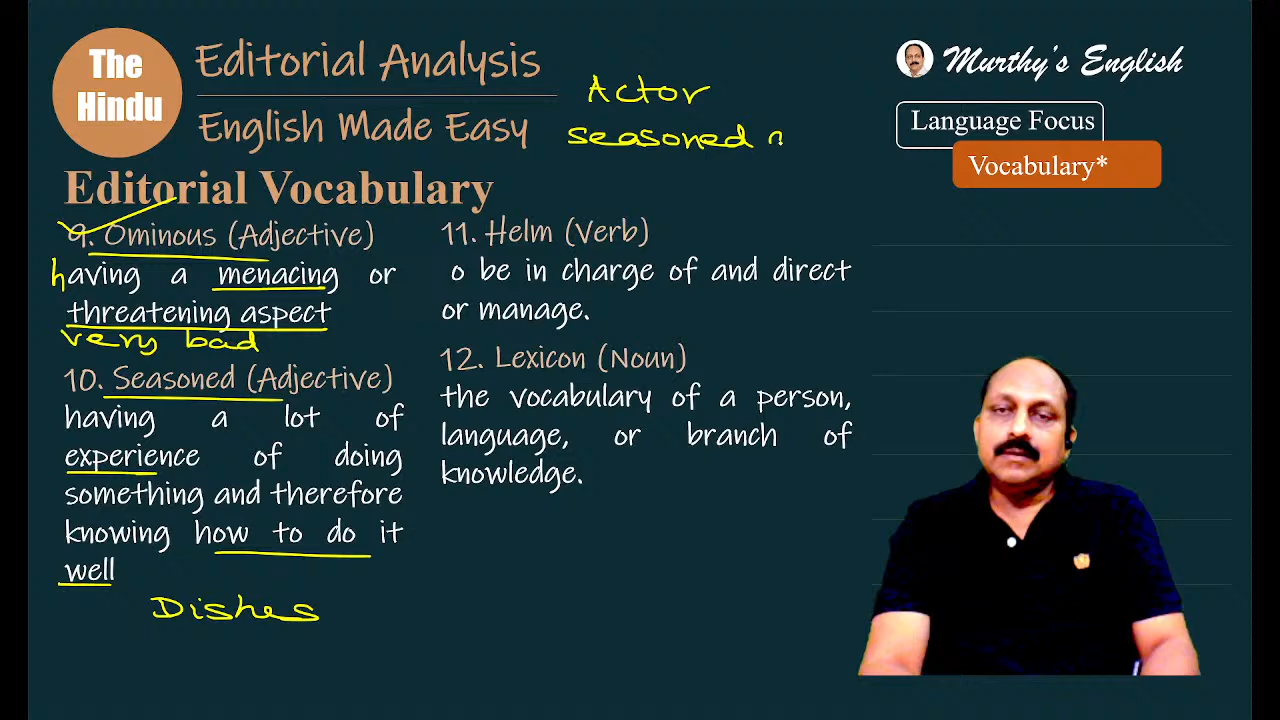 The
Hindu
Editorial Analysis
English Made Easy
Actor
seasoned
Murthy's English
Language Focus
Vocabulary*
Editorial Vocabulary
9. Ominous (Adjective)
having a menacing or
threatening aspect
very bad
10. Seasoned (Adjective)
having a lot of
experience of doing
something and therefore
knowing how to do it
well
Dishes
11. Helm (Verb)
o be in charge of and direct
or manage.
12. Lexicon (Noun)
the vocabulary of a person,
language, or branch of
knowledge.